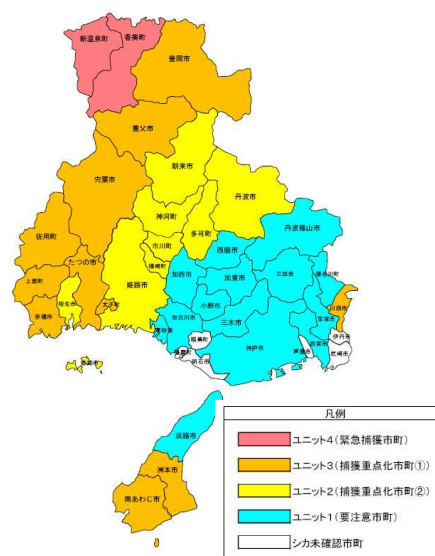 新温泉町
香美町
豊岡市
養父市
朝来市
宍粟市
丹波市
神河町
多可町
丹波篠山市
佐用町
市川町
西脇市
たつの市
福崎町
加西市
加東市
三田市
猪名川町
上郡町
姫路市
相生市
太子町
小野市
川西市
赤穂市
加古川市
三木市
宝塚市
伊丹市
高砂市
稲美町
神戸市
西宮市
尼崎市
播磨町
明石市
芦屋市
姫路市
淡路市
洲本市
南あわじ市
凡例
ユニット4(緊急捕獲市町)
ユニット3(捕獲重点化市町①)
ユニット2(捕獲重点化市町②)
ユニット1(要注意市町)
シカ未確認市町